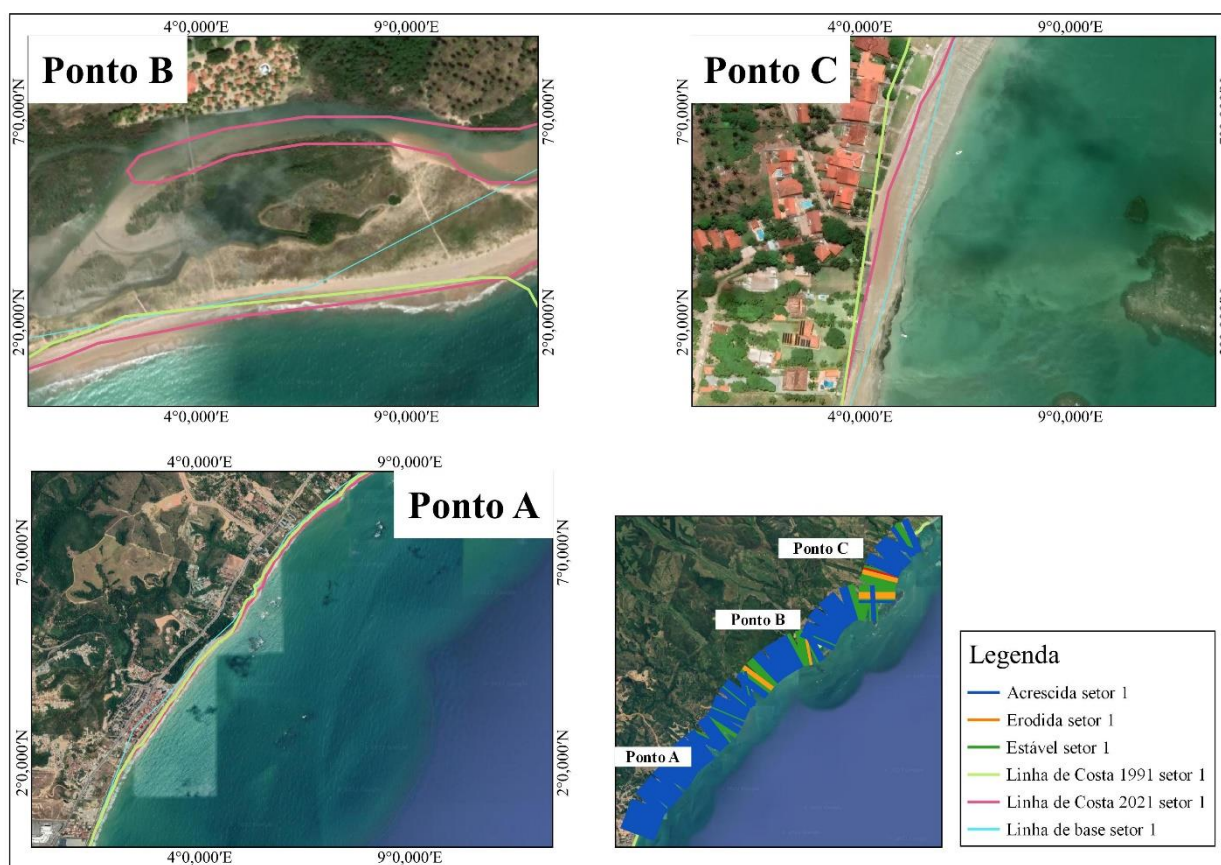 4°0,000′E 9°0,000′E
Ponto B
7°0,000′N 7°0,000′N
2°0,000′N 2°0,000′N
4°0,000′E 9°0,000′E
4°0,000′E 9°0,000′E
Ponto C
7°0,000′N
2°0,000′N
4°0,000′E 9°0,000′E
4°0,000′E 9°0,000′E
Ponto A
7°0,000′N 7°0,000′N
2°0,000′N 2°0,000′N
4°0,000′E 9°0,000′E
Ponto C
Ponto B
Ponto A
Legenda
Acrescida setor 1
Erodida setor 1
Estável setor 1
Linha de Costa 1991 setor 1
Linha de Costa 2021 setor 1
Linha de base setor 1